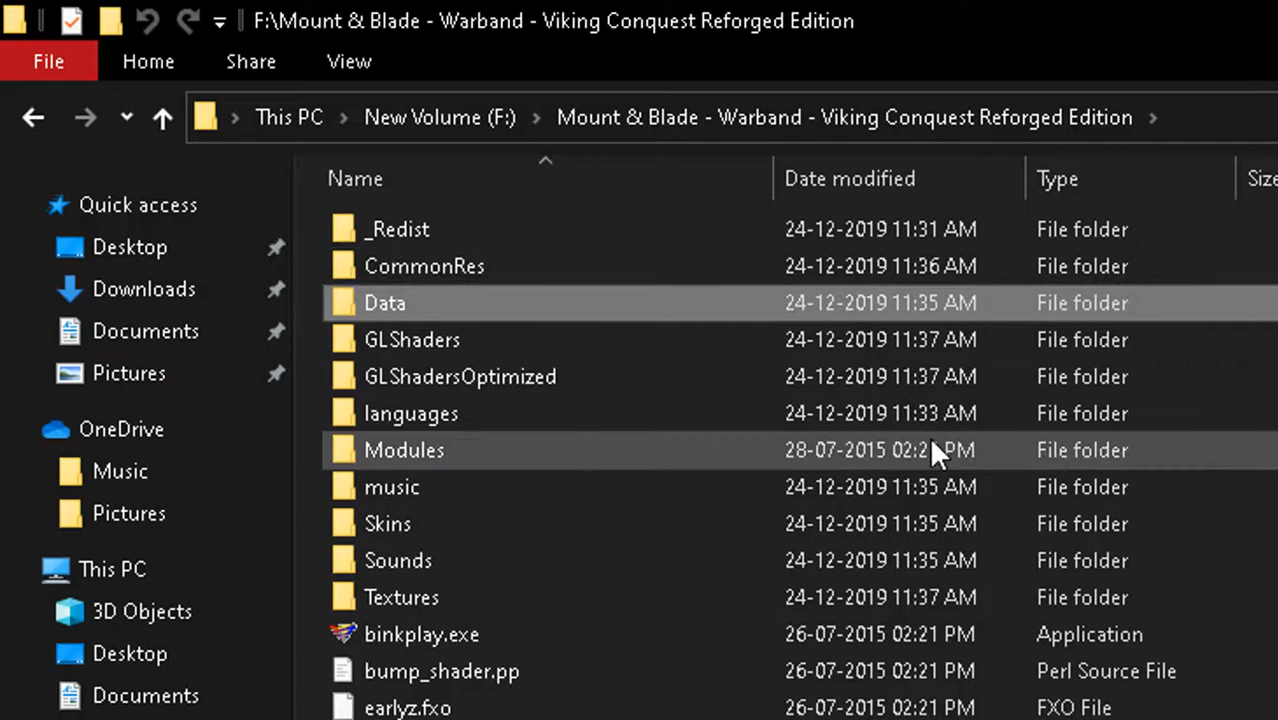 F:\Mount & Blade - Warband - Viking Conquest Reforged Edition
File Home Share View
This PC New Volume (F:) Mount & Blade - Warband - Viking Conquest Reforged Edition
Name Date modified Type Size
Quick access
Desktop
Downloads
Documents
Pictures
OneDrive
Music
Pictures
This PC
3D Objects
Desktop
Documents
_Redist 24-12-2019 11:31 AM File folder
CommonRes 24-12-2019 11:36 AM File folder
Data 24-12-2019 11:35 AM File folder
GLShaders 24-12-2019 11:37 AM File folder
GLShadersOptimized 24-12-2019 11:37 AM File folder
languages 24-12-2019 11:33 AM File folder
Modules 28-07-2015 PM File folder
music 24-12-2019 11:35 AM File folder
Skins 24-12-2019 11:35 AM File folder
Sounds 24-12-2019 11:35 AM File folder
Textures 24-12-2019 11:37 AM File folder
binkplay.exe 26-07-2015 02:21 PM Application
bump_shader.pp 26-07-2015 02:21 PM Perl Source File
earlyz.fxo 26-07-2015 02:21 PM FXO File